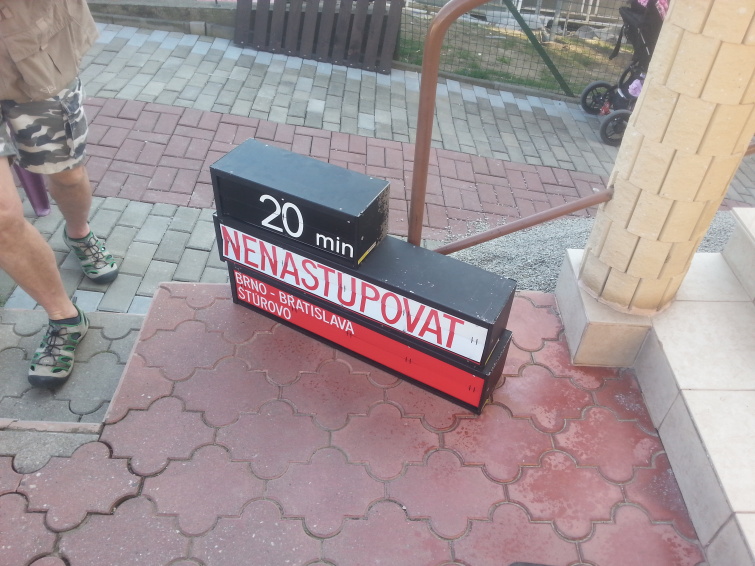 20 min
NENASTUPOVAT
BRNO - BRATISLAVA
ŠTÚROVO